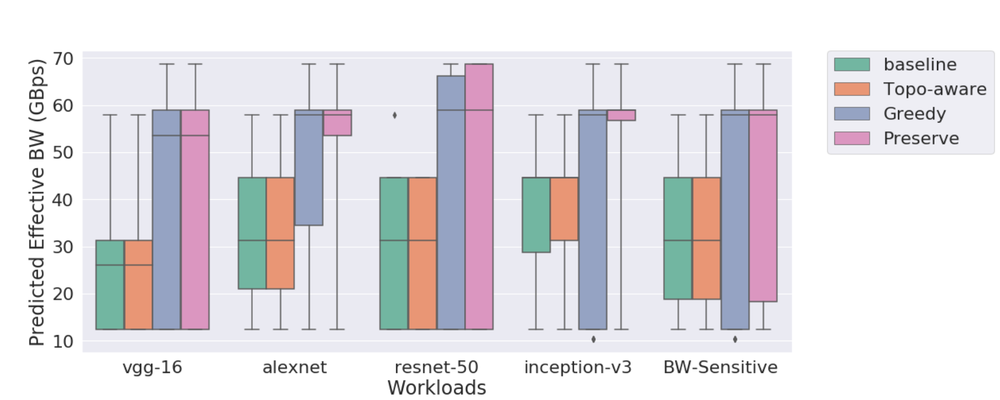 Predicted Effective BW (GBps)
70
60
50
40
30
20
10
vgg-16
alexnet
resnet-50
inception-v3
BW-Sensitive
Workloads
baseline
Topo-aware
Greedy
Preserve